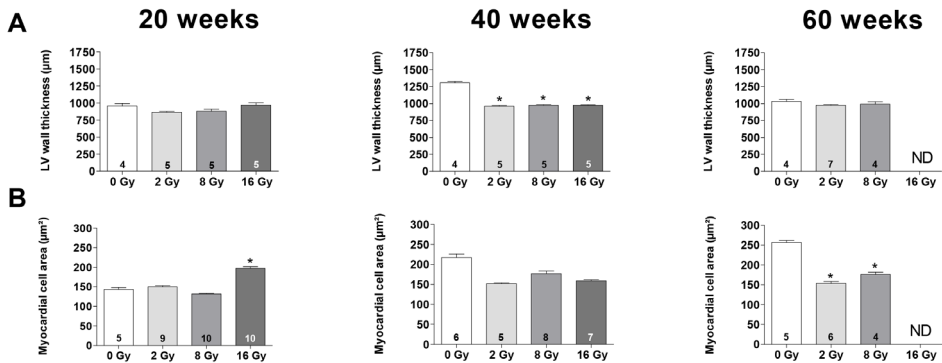 20 weeks
40 weeks
60 weeks
A
LV wall thickness (µm)
1750
1500
1250
1000
750
500
250
0
4
5
5
5
0 Gy
2 Gy
8 Gy
16 Gy
LV wall thickness (µm)
1750
1500
1250
1000
750
500
250
0
*
*
*
4
5
5
5
0 Gy
2 Gy
8 Gy
16 Gy
LV wall thickness (µm)
1750
1500
1250
1000
750
500
250
0
4
7
4
ND
0 Gy
2 Gy
8 Gy
16 Gy
B
Myocardial cell area (µm²)
300
250
200
150
100
50
0
*
5
9
10
10
0 Gy
2 Gy
8 Gy
16 Gy
Myocardial cell area (µm²)
300
250
200
150
100
50
0
6
5
8
7
0 Gy
2 Gy
8 Gy
16 Gy
Myocardial cell area (µm²)
300
250
200
150
100
50
0
*
*
5
6
4
ND
0 Gy
2 Gy
8 Gy
16 Gy